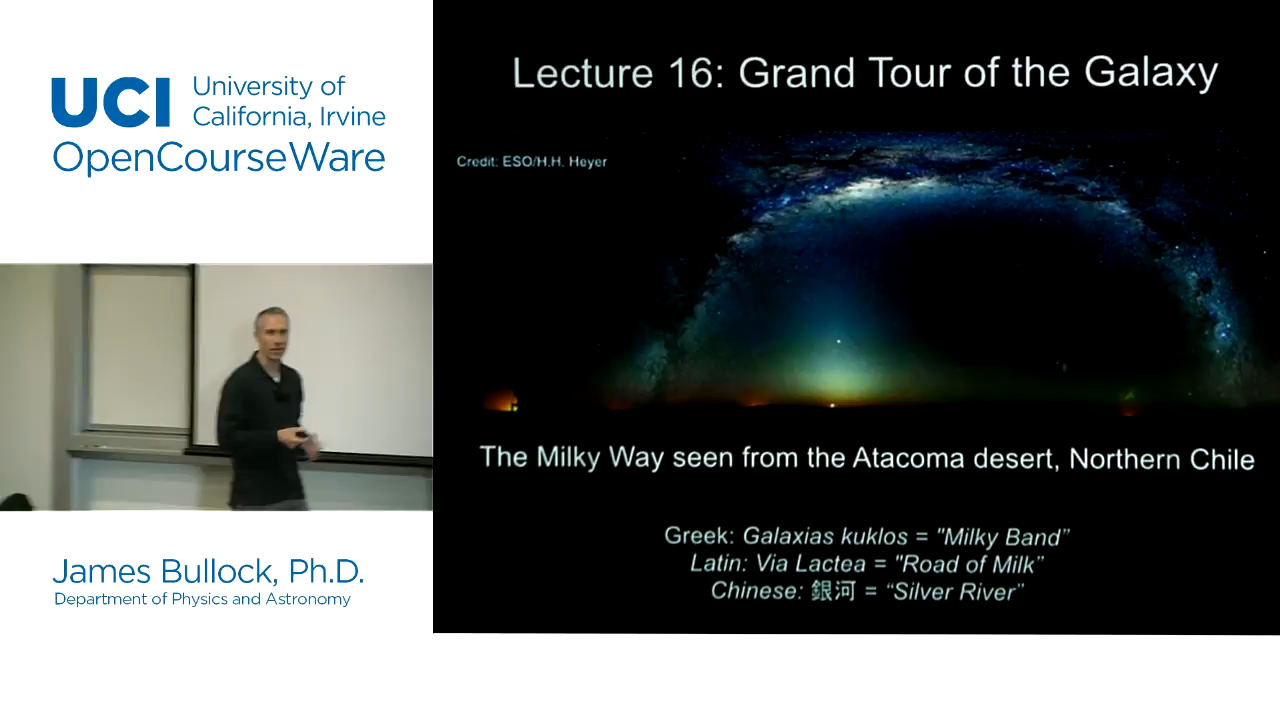 UCI University of
California, Irvine
OpenCourseWare
James Bullock, Ph.D.
Department of Physics and Astronomy
Lecture 16: Grand Tour of the Galaxy
Credit: ESO/H.H. Heyer
The Milky Way seen from the Atacoma desert, Northern Chile
Greek: Galaxias kuklos = "Milky Band”
Latin: Via Lactea = "Road of Milk”
Chinese: 銀河 = “Silver River”